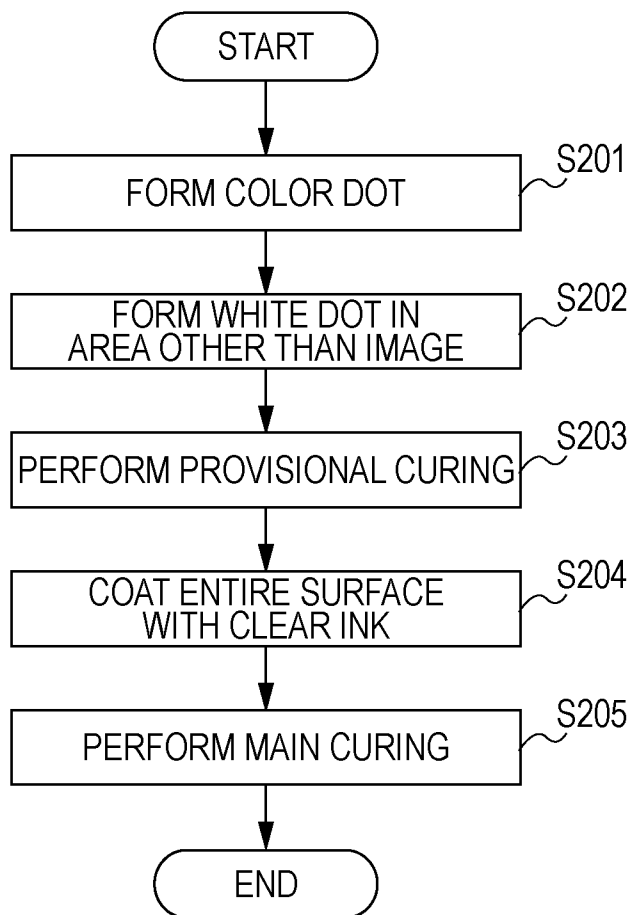 START
FORM COLOR DOT
S201
FORM WHITE DOT IN
AREA OTHER THAN IMAGE
S202
PERFORM PROVISIONAL CURING
S203
COAT ENTIRE SURFACE
WITH CLEAR INK
S204
PERFORM MAIN CURING
S205
END